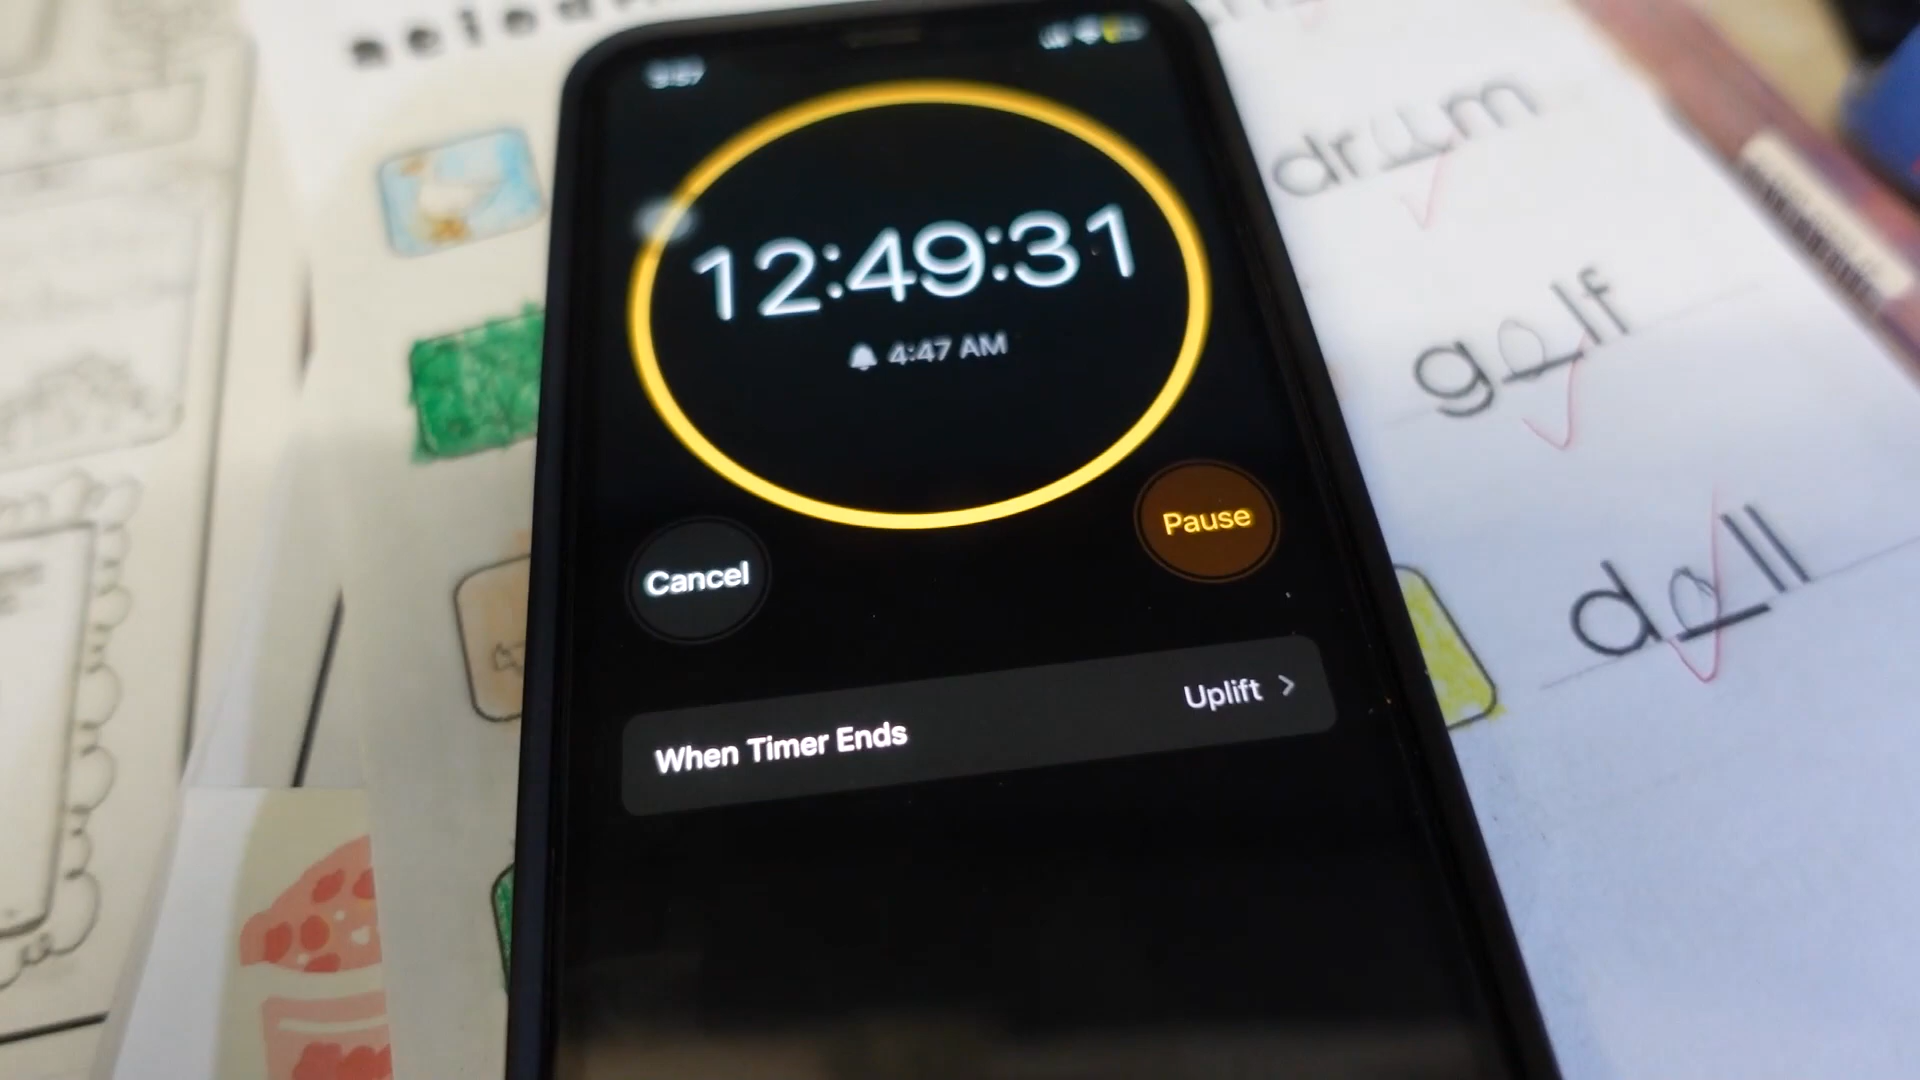 12:49:31
4:47 AM
Cancel
Pause
When Timer Ends
Uplift
drum
golf
doll